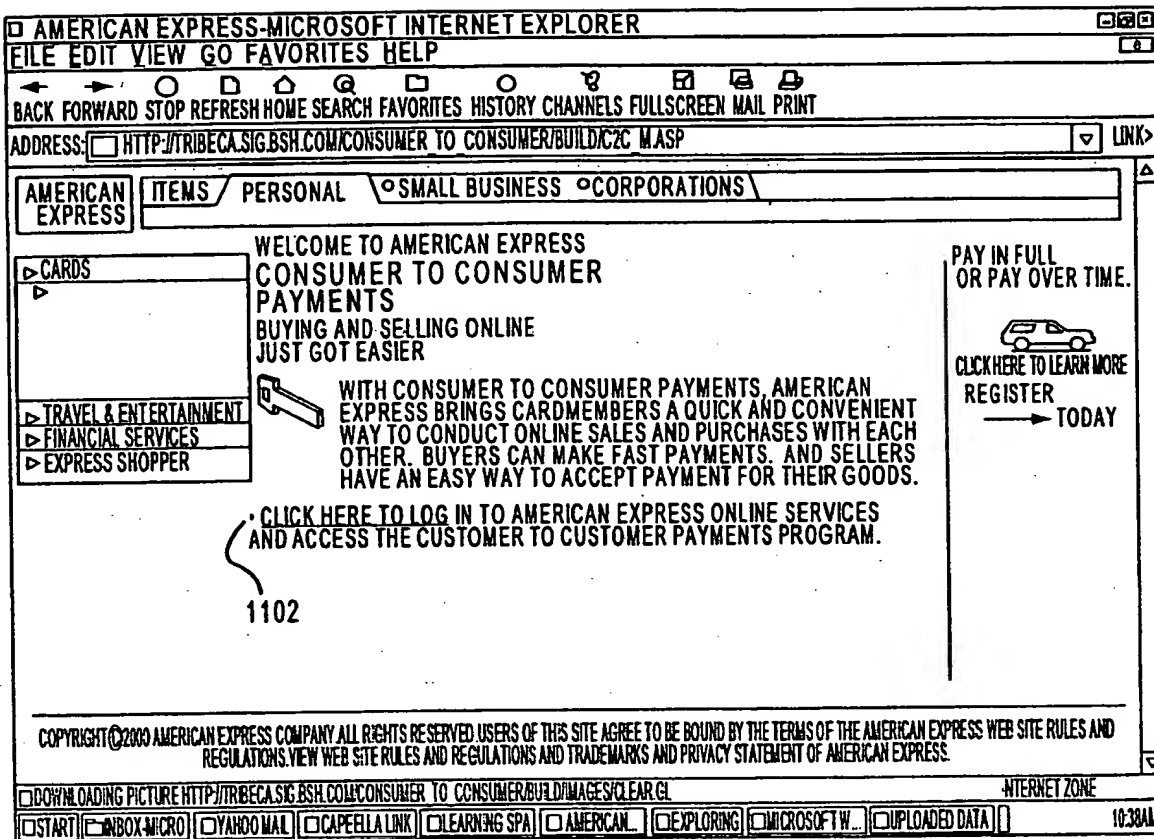 AMERICAN EXPRESS-MICROSOFT INTERNET EXPLORER
FILE EDIT VIEW GO FAVORITES HELP
BACK FORWARD STOP REFRESH HOME SEARCH FAVORITES HISTORY CHANNELS FULLSCREEN MAIL PRINT
ADDRESS: HTTP://TRIBECA.SIG.BSH.COM/CONSUMER TO CONSUMER/BUILD/C2C M.ASP LINK>
AMERICAN EXPRESS
ITEMS PERSONAL SMALL BUSINESS CORPORATIONS
CARDS
TRAVEL & ENTERTAINMENT
FINANCIAL SERVICES
EXPRESS SHOPPER
WELCOME TO AMERICAN EXPRESS
CONSUMER TO CONSUMER
PAYMENTS
BUYING AND SELLING ONLINE
JUST GOT EASIER
WITH CONSUMER TO CONSUMER PAYMENTS, AMERICAN
EXPRESS BRINGS CARDMEMBERS A QUICK AND CONVENIENT
WAY TO CONDUCT ONLINE SALES AND PURCHASES WITH EACH
OTHER. BUYERS CAN MAKE FAST PAYMENTS. AND SELLERS
HAVE AN EASY WAY TO ACCEPT PAYMENT FOR THEIR GOODS.
· CLICK HERE TO LOG IN TO AMERICAN EXPRESS ONLINE SERVICES
AND ACCESS THE CUSTOMER TO CUSTOMER PAYMENTS PROGRAM.
1102
PAY IN FULL
OR PAY OVER TIME.
CLICK HERE TO LEARN MORE
REGISTER
TODAY
COPYRIGHT©2000 AMERICAN EXPRESS COMPANY ALL RIGHTS RESERVED.USERS OF THIS SITE AGREE TO BE BOUND BY THE TERMS OF THE AMERICAN EXPRESS WEB SITE RULES AND
REGULATIONS.VIEW WEB SITE RULES AND REGULATIONS AND TRADEMARKS AND PRIVACY STATEMENT OF AMERICAN EXPRESS.
DOWNLOADING PICTURE HTTP://TRIBECA.SIG.BSH.COM/CONSUMER TO CONSUMER/BUILD/IMAGES/CLEAR.GI. INTERNET ZONE
START INBOX-MICRO YAHOO MAIL CAPEELLA LINK LEARNING SPA AMERICAN... EXPLORING MICROSOFT W... UPLOADED DATA 10:38AM